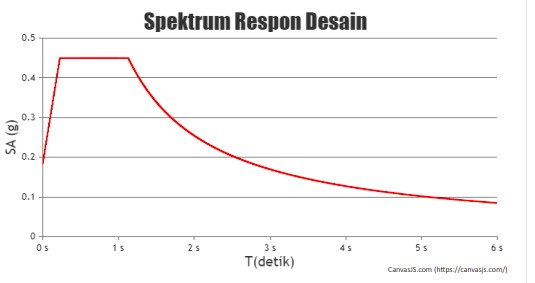 Spektrum Respon Desain
0.5
0.4
0.3
0.2
0.1
0
SA (g)
0 s 1 s 2 s 3 s 4 s 5 s 6 s
T(detik)
CanvasJS.com (https://canvasjs.com/)